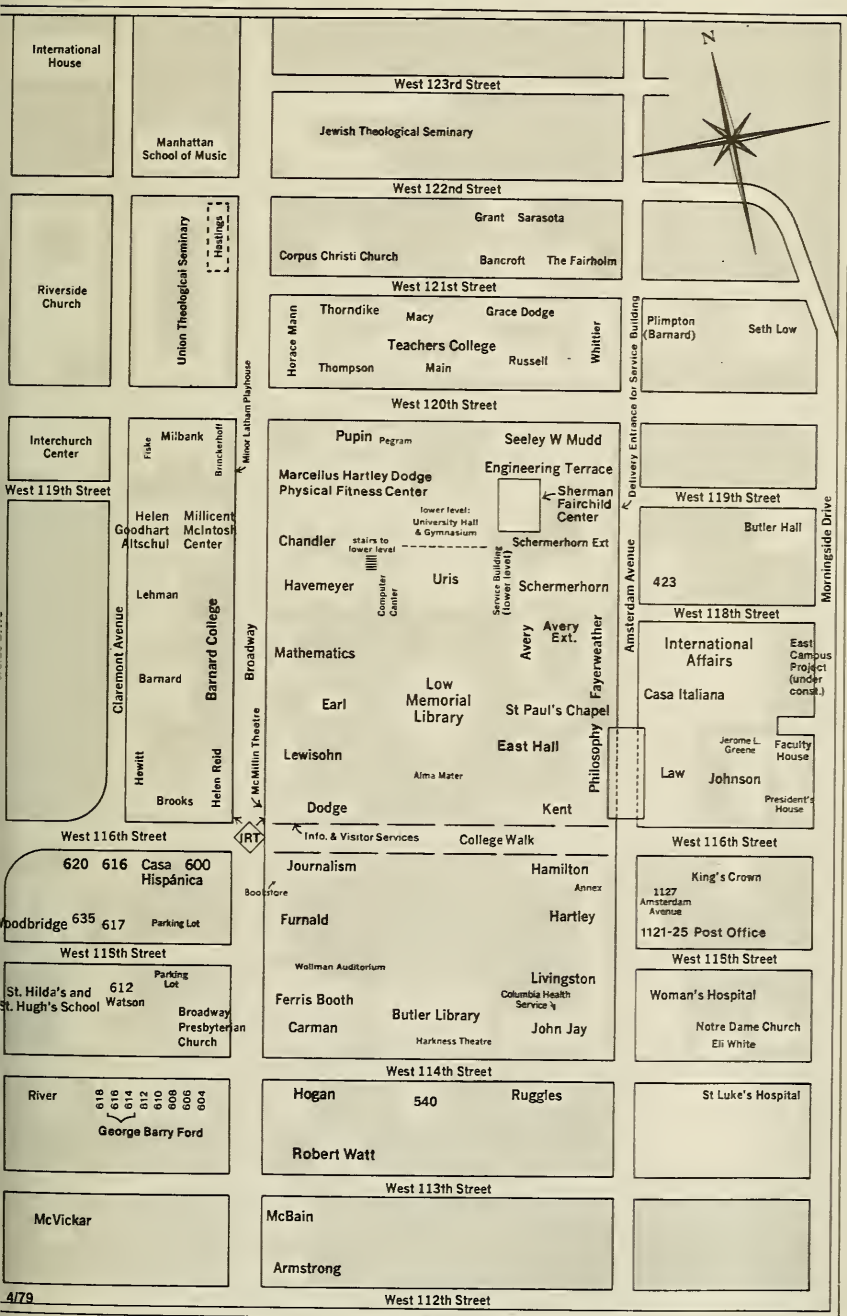 N
International
House
West 123rd Street
Manhattan
School of Music
Jewish Theological Seminary
West 122nd Street
Riverside
Church
Union Theological Seminary
Hastings
Grant Sarasota
Corpus Christi Church
Bancroft The Fairholm
West 121st Street
Horace Mann
Thorndike
Macy
Grace Dodge
Teachers College
Thompson
Main
Russell
Whittier
Plimpton
(Barnard)
Seth Low
West 120th Street
Minor Latham Playhouse
Delivery Entrance for Service Building
Interchurch
Center
West 119th Street
Fiske
Milbank
Brinckerhoff
Helen
Goodhart
Altschul
Millicent
McIntosh
Center
Lehman
Barnard
Barnard College
Hewitt
Brooks
Helen Reid
Claremont Avenue
Broadway
McMillin Theatre
Pupin
Pegram
Seeley W Mudd
Marcellus Hartley Dodge
Physical Fitness Center
Engineering Terrace
Sherman
Fairchild
Center
lower level:
University Hall
& Gymnasium
Chandler
stairs to
lower level
Schermerhorn Ext
Havemeyer
Computer
Center
Uris
Service Building
(lower level)
Schermerhorn
Mathematics
Avery
Avery
Ext.
Fayerweather
Earl
Low
Memorial
Library
St Paul's Chapel
Lewisohn
East Hall
Alma Mater
Philosophy
Dodge
Kent
Amsterdam Avenue
Morningside Drive
West 119th Street
Butler Hall
423
West 118th Street
International
Affairs
East
Campus
Project
(under
const.)
Casa Italiana
Jerome L.
Greene
Faculty
House
Law
Johnson
President's
House
West 116th Street
IRT
Info. & Visitor Services
College Walk
West 116th Street
620 616 Casa 600
Hispánica
635 617 Parking Lot
West 115th Street
Journalism
Bookstore
Hamilton
Annex
Furnald
Hartley
Wollman Auditorium
Livingston
Columbia Health
Service
Ferris Booth
Butler Library
Carman
Harkness Theatre
John Jay
King's Crown
1127
Amsterdam
Avenue
1121-25 Post Office
West 115th Street
St. Hilda's and
St. Hugh's School
612
Watson
Parking
Lot
Broadway
Presbyterian
Church
Woman's Hospital
Notre Dame Church
Eli White
West 114th Street
River
618
616
614
612
610
608
606
604
George Barry Ford
Hogan
540
Ruggles
Robert Watt
St Luke's Hospital
West 113th Street
McVickar
McBain
Armstrong
4/79
West 112th Street